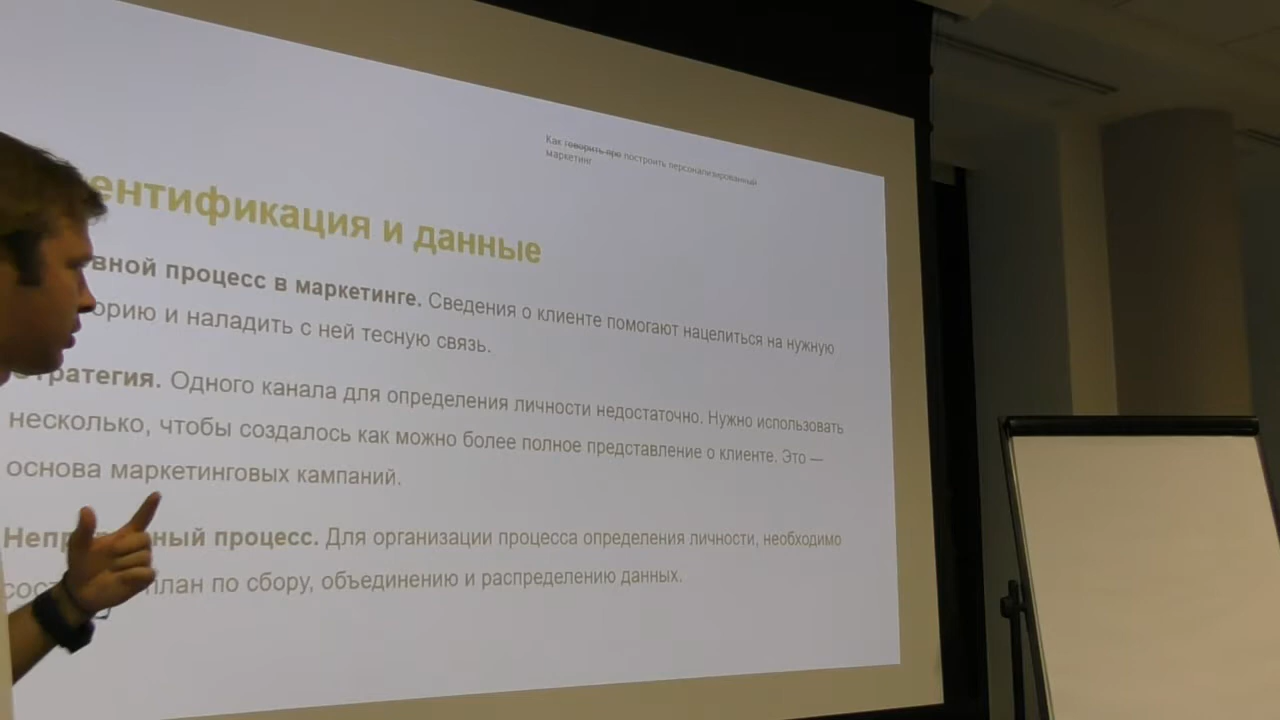 Как говорить про построить персонализированный
маркетинг
ентификация и данные
вной процесс в маркетинге. Сведения о клиенте помогают нацелиться на нужную
орию и наладить с ней тесную связь.
Стратегия. Одного канала для определения личности недостаточно. Нужно использовать
несколько, чтобы создалось как можно более полное представление о клиенте. Это —
основа маркетинговых кампаний.
процесс. Для организации процесса определения личности, необходимо
план по сбору, объединению и распределению данных.